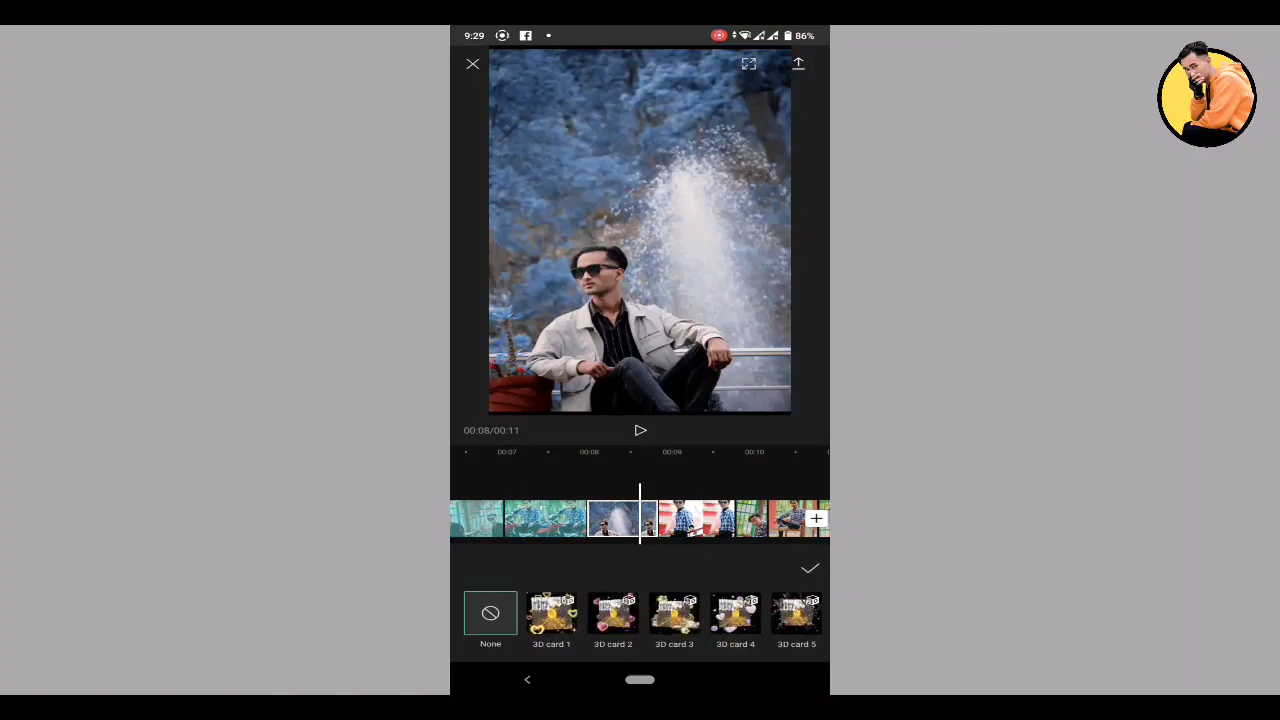 9:29
86%
00:08/00:11
00:07
00:08
00:09
00:10
None
3D card 1
3D card 2
3D card 3
3D card 4
3D card 5